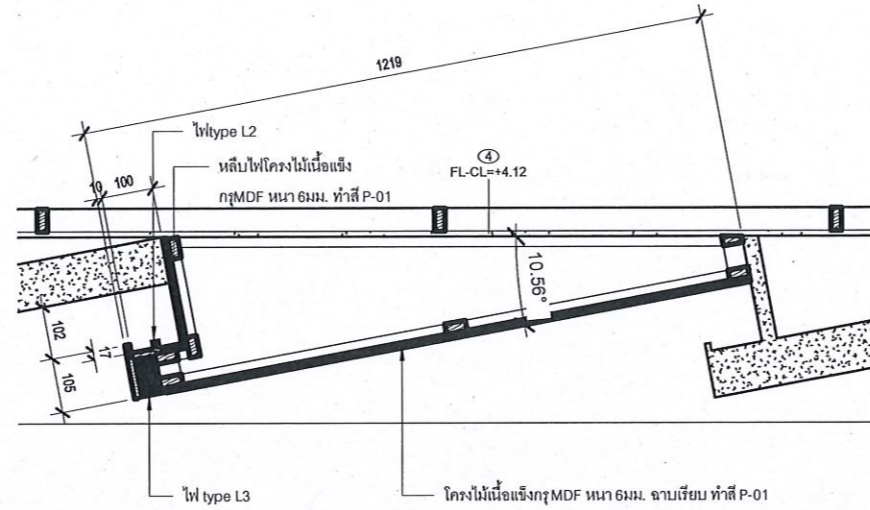 1219
ไฟtype L2
10 100
หลืบไฟโครงไม้เนื้อแข็ง
กรุMDF หนา 6มม. ทำสี P-01
4
FL-CL=+4.12
10.56°
102
17
105
ไฟ type L3
โครงไม้เนื้อแข็งกรุMDF หนา 6มม. ฉาบเรียบ ทำสี P-01